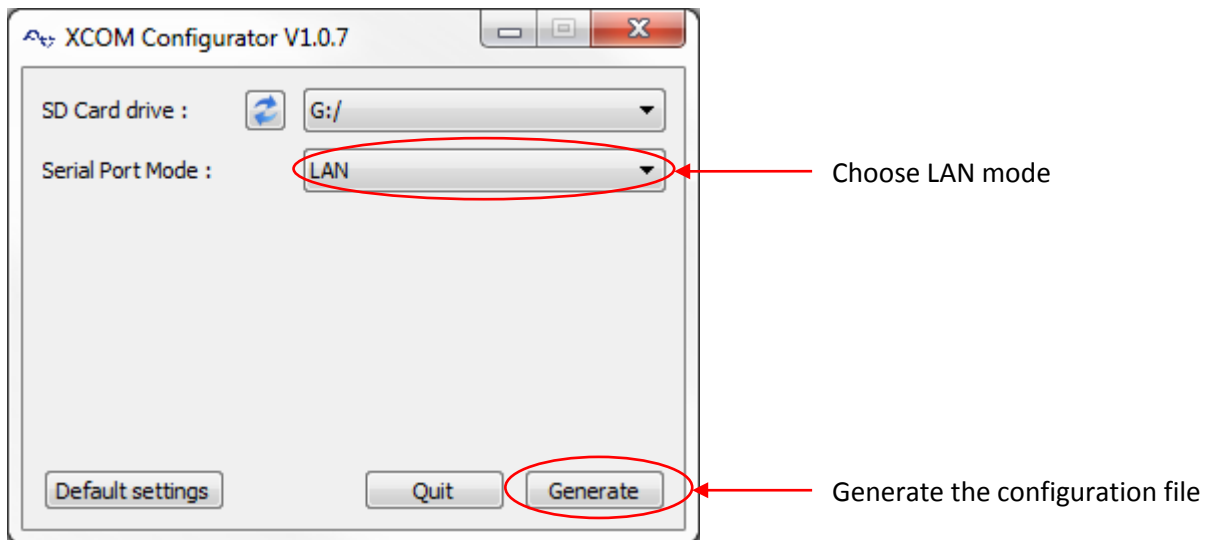 XCOM Configurator V1.0.7
SD Card drive :
G:/
Serial Port Mode :
LAN
Choose LAN mode
Default settings
Quit
Generate
Generate the configuration file